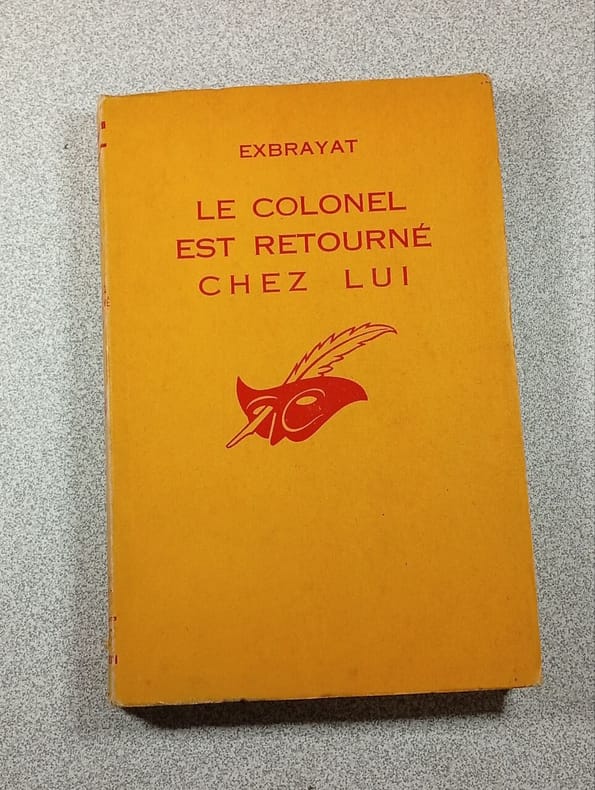 EXBRAYAT
LE COLONEL
EST RETOURNÉ
CHEZ LUI